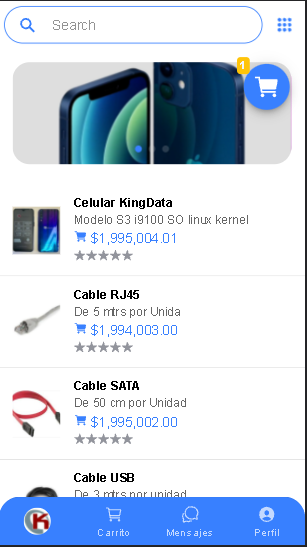 Search
1
Celular KingData
Modelo S3 i9100 SO linux kernel
$1,995,004.01
Cable RJ45
De 5 mtrs por Unida
$1,994,003.00
Cable SATA
De 50 cm por Unidad
$1,995,002.00
Cable USB
De 3 mtrs por unidad
K
Carrito
Mensajes
Perfil